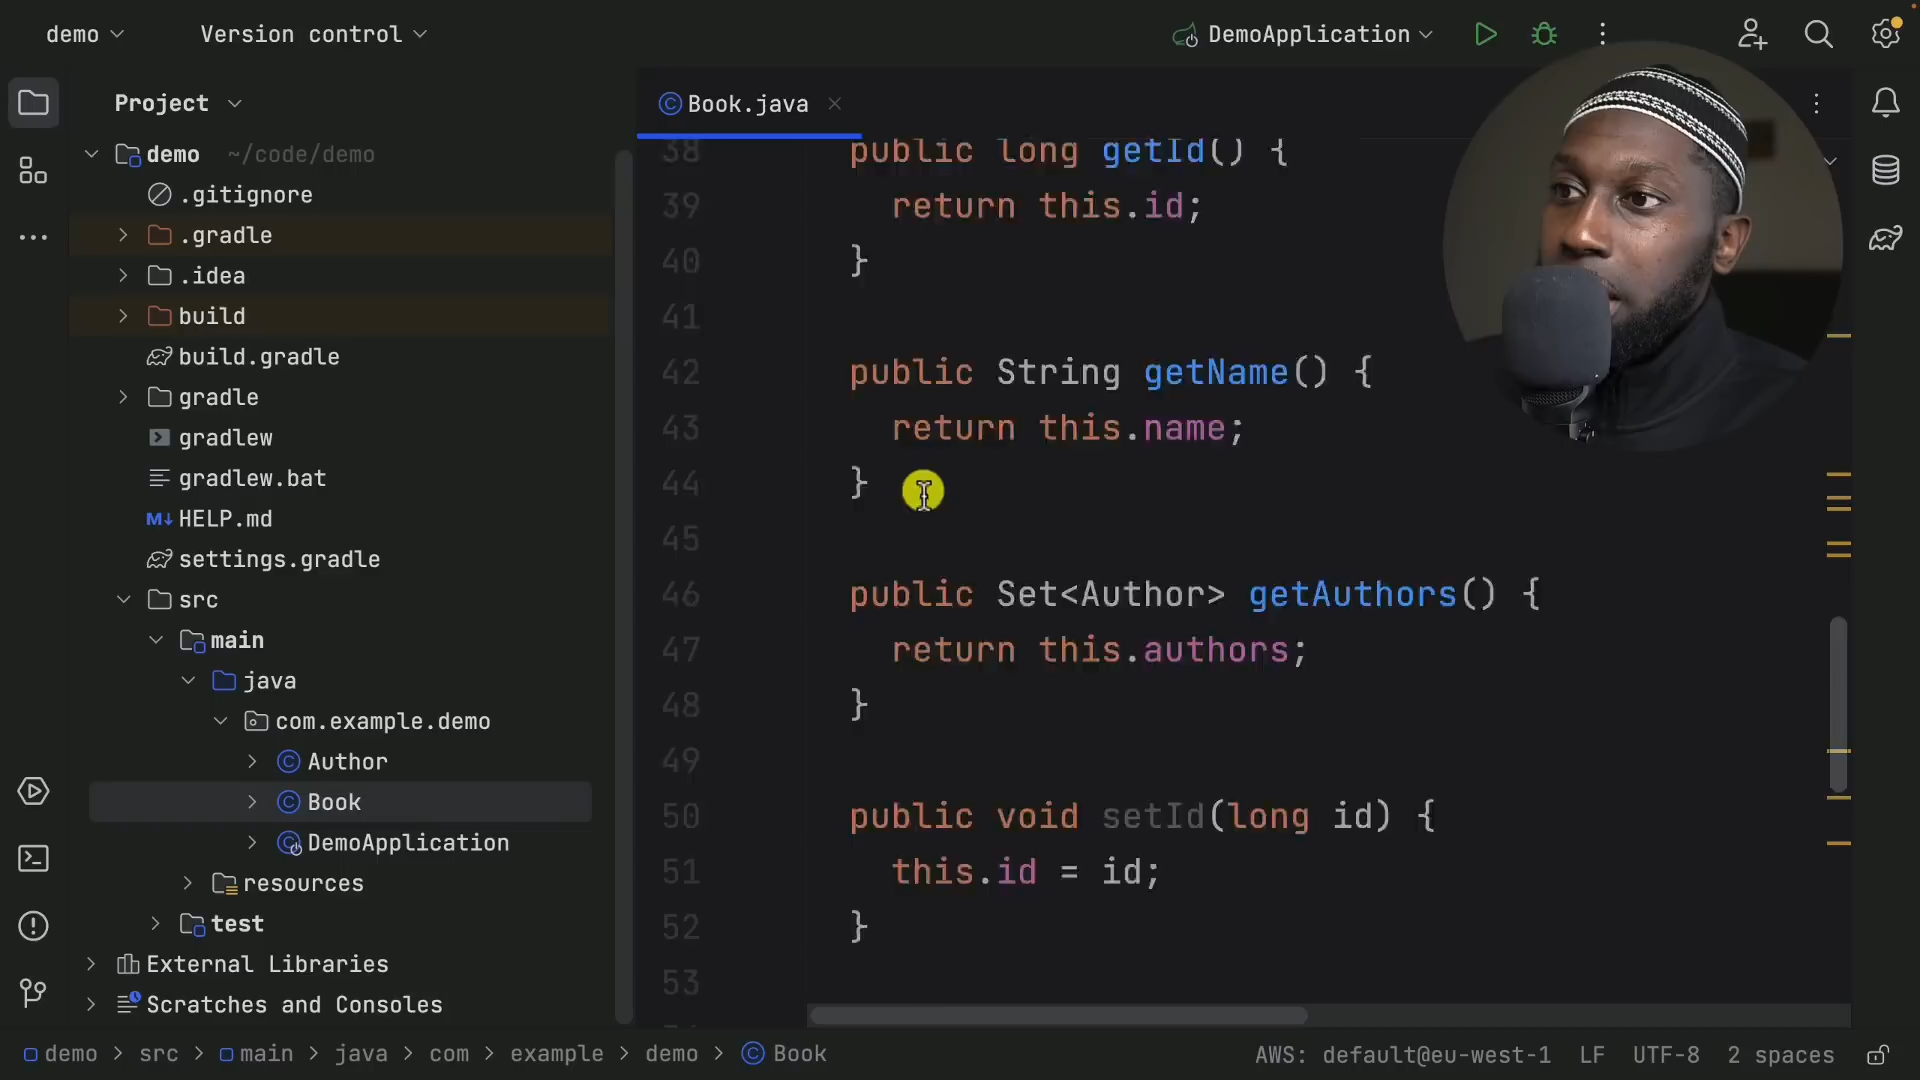 demo
Version control
DemoApplication
Project
Book.java
demo ~/code/demo
.gitignore
.gradle
.idea
build
build.gradle
gradle
gradlew
gradlew.bat
M↓ HELP.md
settings.gradle
src
main
java
com.example.demo
Author
Book
DemoApplication
resources
test
External Libraries
Scratches and Consoles
38 public long getId() {
39 return this.id;
40 }
41
42 public String getName() {
43 return this.name;
44 }
45
46 public Set<Author> getAuthors() {
47 return this.authors;
48 }
49
50 public void setId(long id) {
51 this.id = id;
52 }
53
demo > src > main > java > com > example > demo > Book
AWS: default@eu-west-1 LF UTF-8 2 spaces